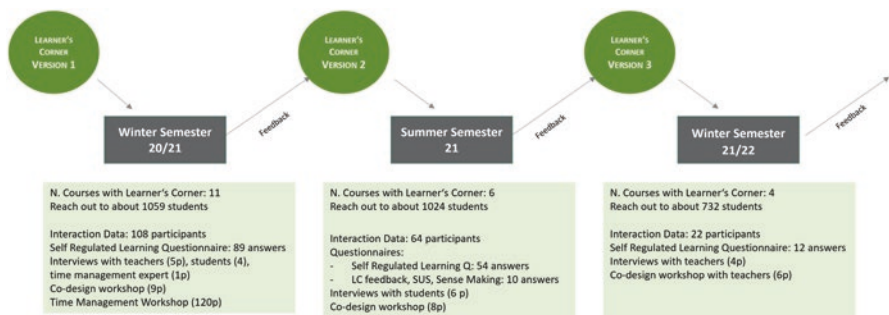 LEARNER'S
CORNER
VERSION 1
LEARNER'S
CORNER
VERSION 2
LEARNER'S
CORNER
VERSION 3
Winter Semester
20/21
Feedback
Summer Semester
21
Feedback
Winter Semester
21/22
Feedback
N. Courses with Learner's Corner: 11
Reach out to about 1059 students
Interaction Data: 108 participants
Self Regulated Learning Questionnaire: 89 answers
Interviews with teachers (5p), students (4),
time management expert (1p)
Co-design workshop (9p)
Time Management Workshop (120p)
N. Courses with Learner's Corner: 6
Reach out to about 1024 students
Interaction Data: 64 participants
Questionnaires:
- Self Regulated Learning Q: 54 answers
- LC feedback, SUS, Sense Making: 10 answers
Interviews with students (6 p)
Co-design workshop (8p)
N. Courses with Learner's Corner: 4
Reach out to about 732 students
Interaction Data: 22 participants
Self Regulated Learning Questionnaire: 12 answers
Interviews with teachers (4p)
Co-design workshop with teachers (6p)